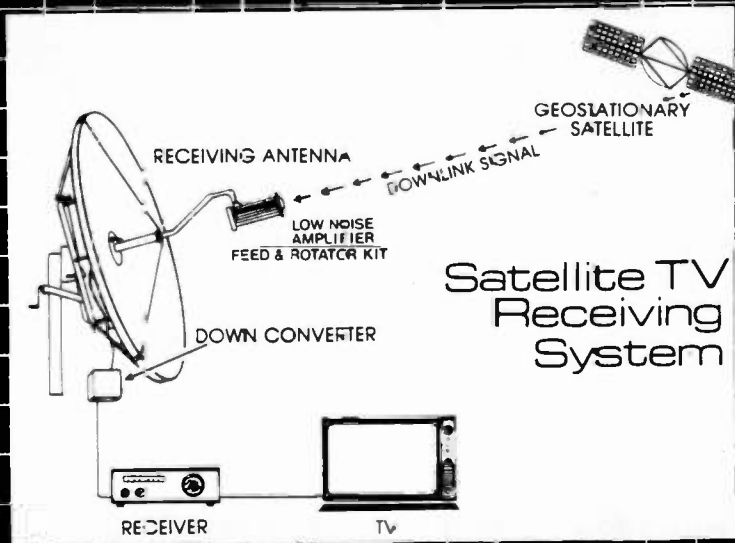 GEOSTATIONARY
SATELLITE
RECEIVING ANTENNA
DOWNLINK SIGNAL
LOW NOISE
AMPLIFIER
FEED & ROTATOR KIT
Satellite TV
Receiving
System
DOWN CONVERTER
RECEIVER
TV